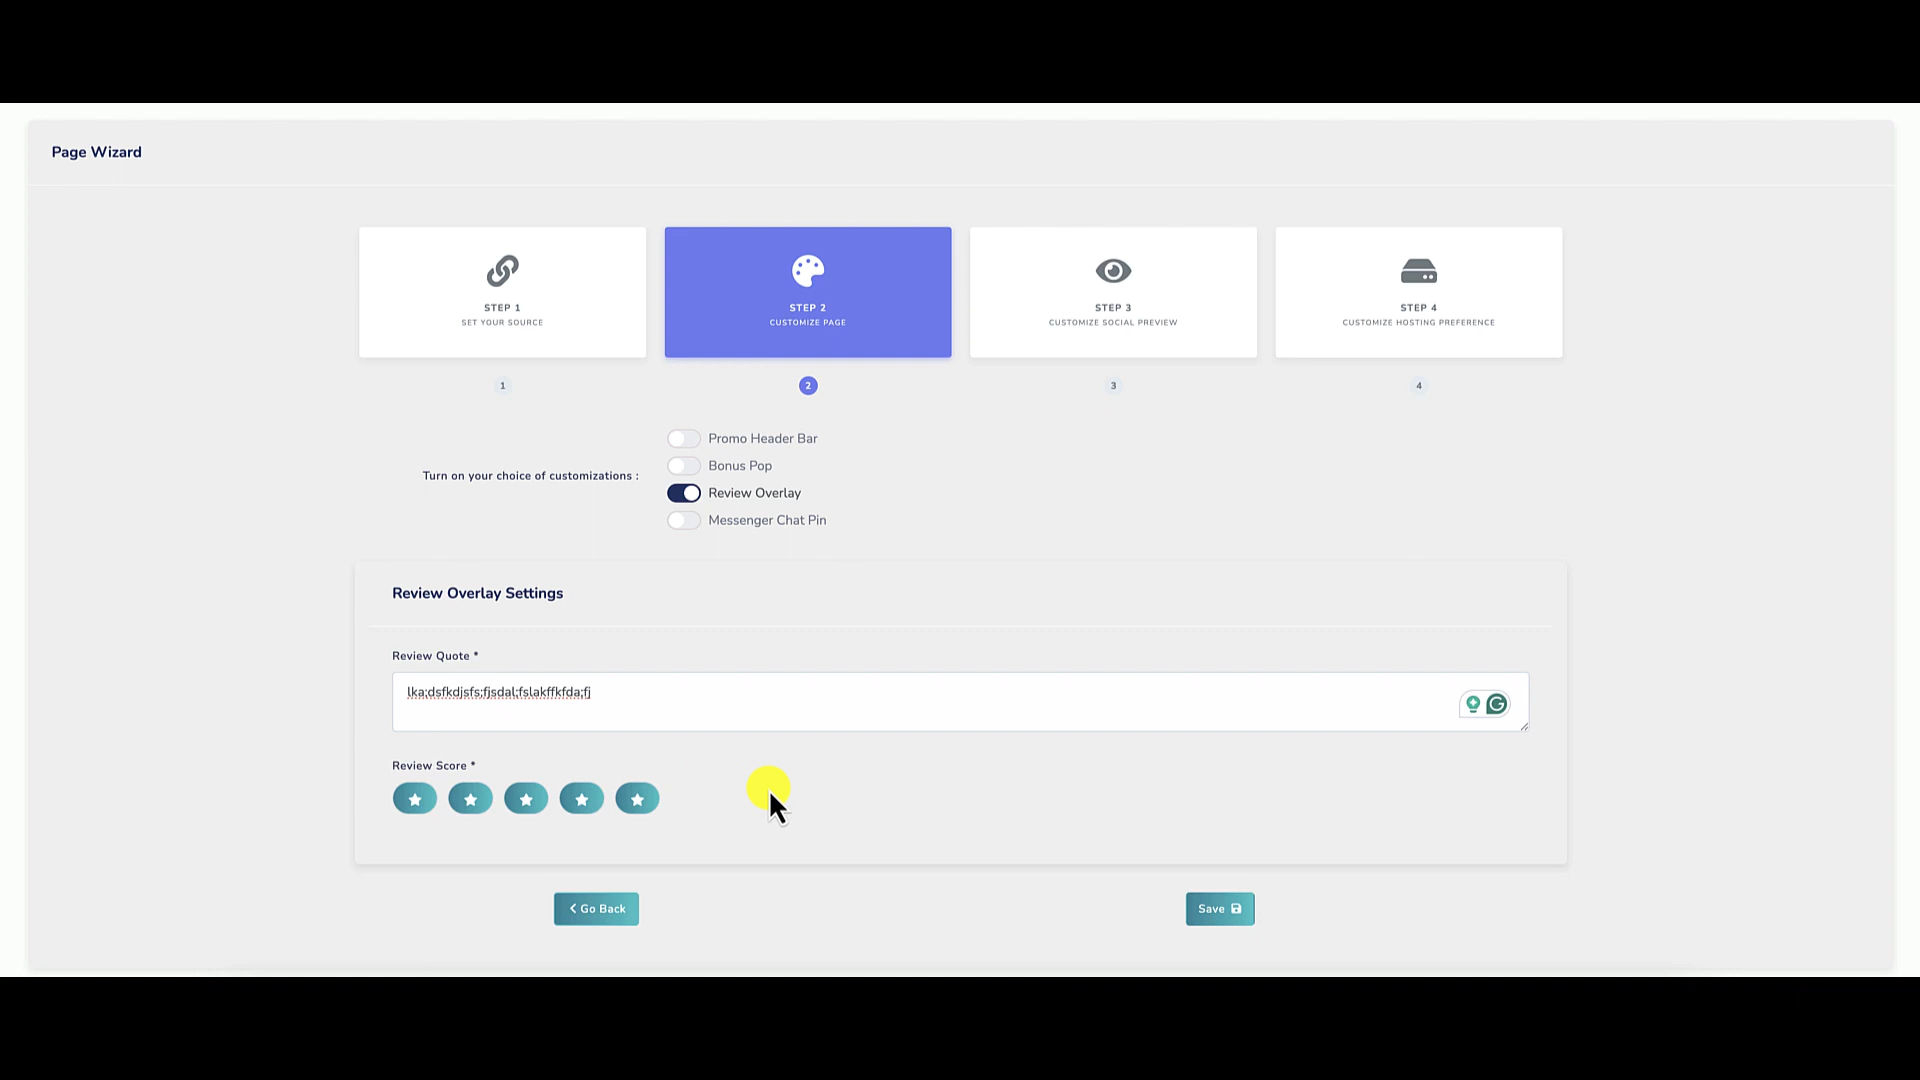 Page Wizard
STEP 1
SET YOUR SOURCE
STEP 2
CUSTOMIZE PAGE
STEP 3
CUSTOMIZE SOCIAL PREVIEW
STEP 4
CUSTOMIZE HOSTING PREFERENCE
1
2
3
4
Turn on your choice of customizations :
Promo Header Bar
Bonus Pop
Review Overlay
Messenger Chat Pin
Review Overlay Settings
Review Quote *
lka;dsfkdjsfs;fjsdal;fslakffkfda;fj
Review Score *
Go Back
Save